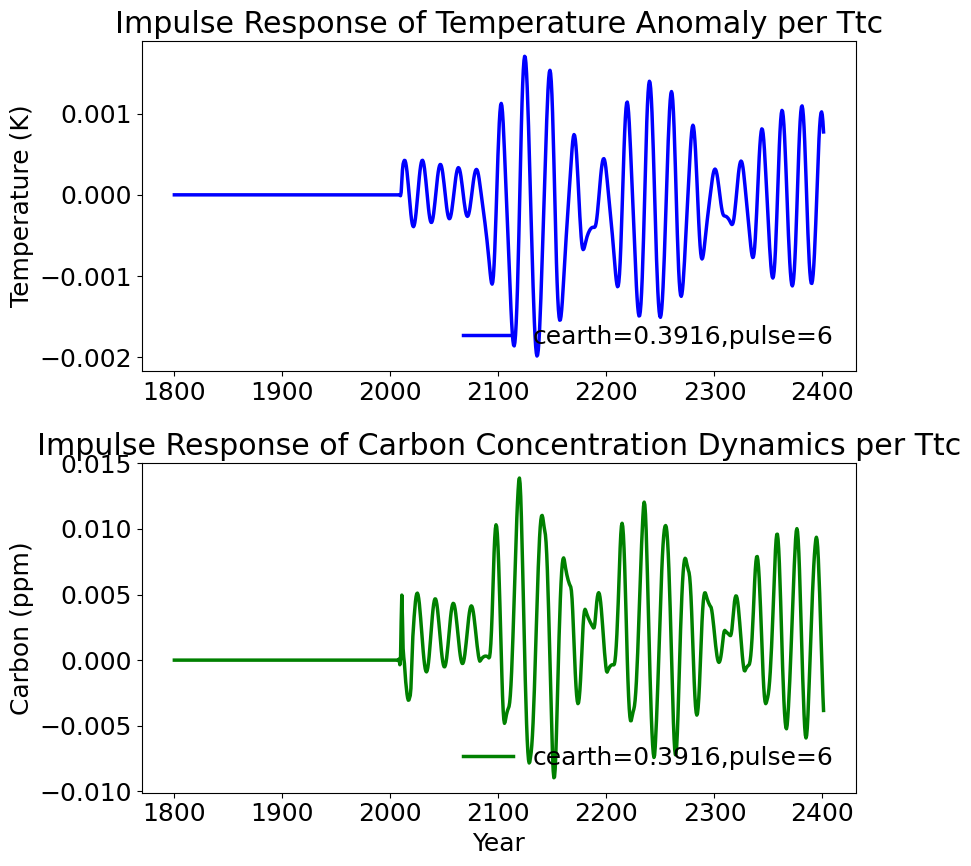 Impulse Response of Temperature Anomaly per Ttc
Temperature (K)
0.001
0.000
−0.001
−0.002
cearth=0.3916,pulse=6
1800 1900 2000 2100 2200 2300 2400
Impulse Response of Carbon Concentration Dynamics per Ttc
Carbon (ppm)
0.015
0.010
0.005
0.000
−0.005
−0.010
cearth=0.3916,pulse=6
1800 1900 2000 2100 2200 2300 2400
Year